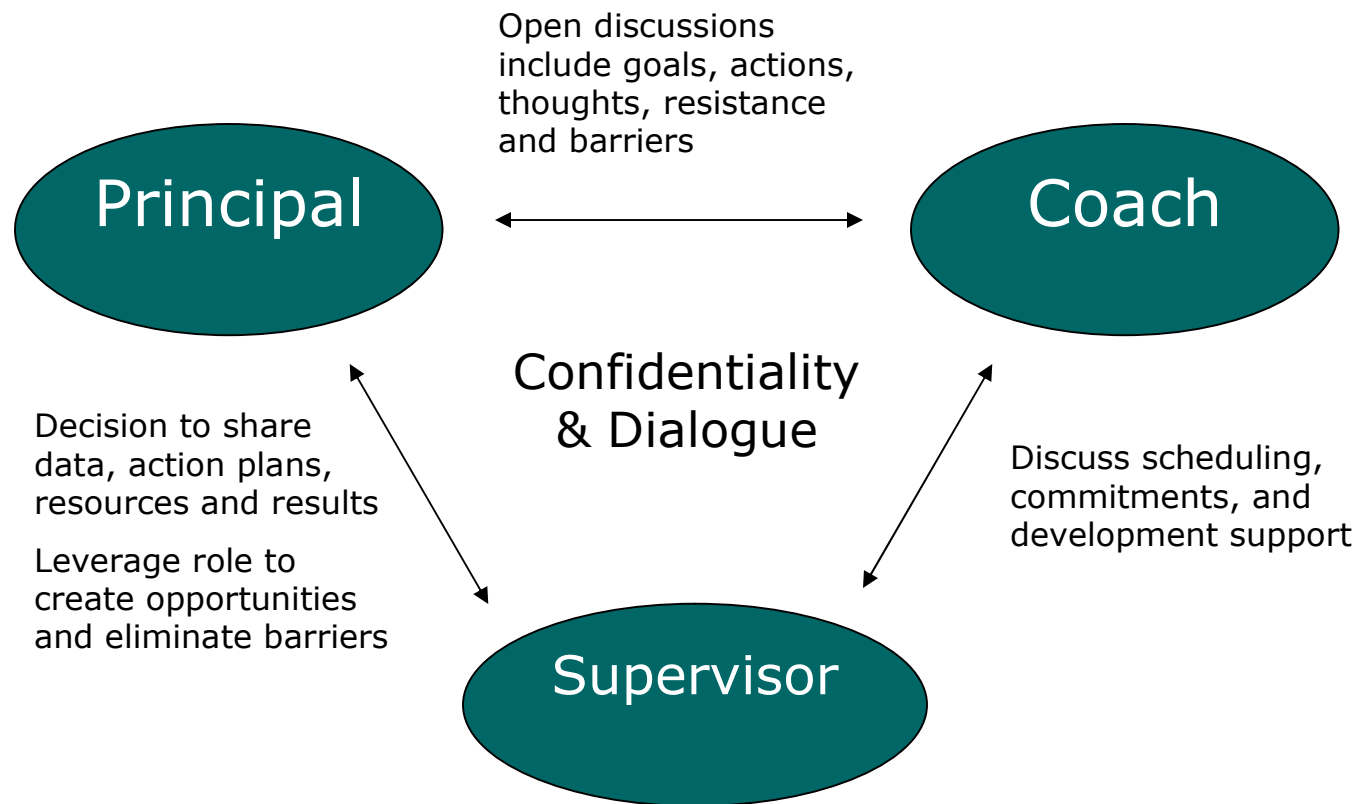 Open discussions
include goals, actions,
thoughts, resistance
and barriers
Principal
Coach
Confidentiality
& Dialogue
Decision to share
data, action plans,
resources and results
Leverage role to
create opportunities
and eliminate barriers
Discuss scheduling,
commitments, and
development support
Supervisor